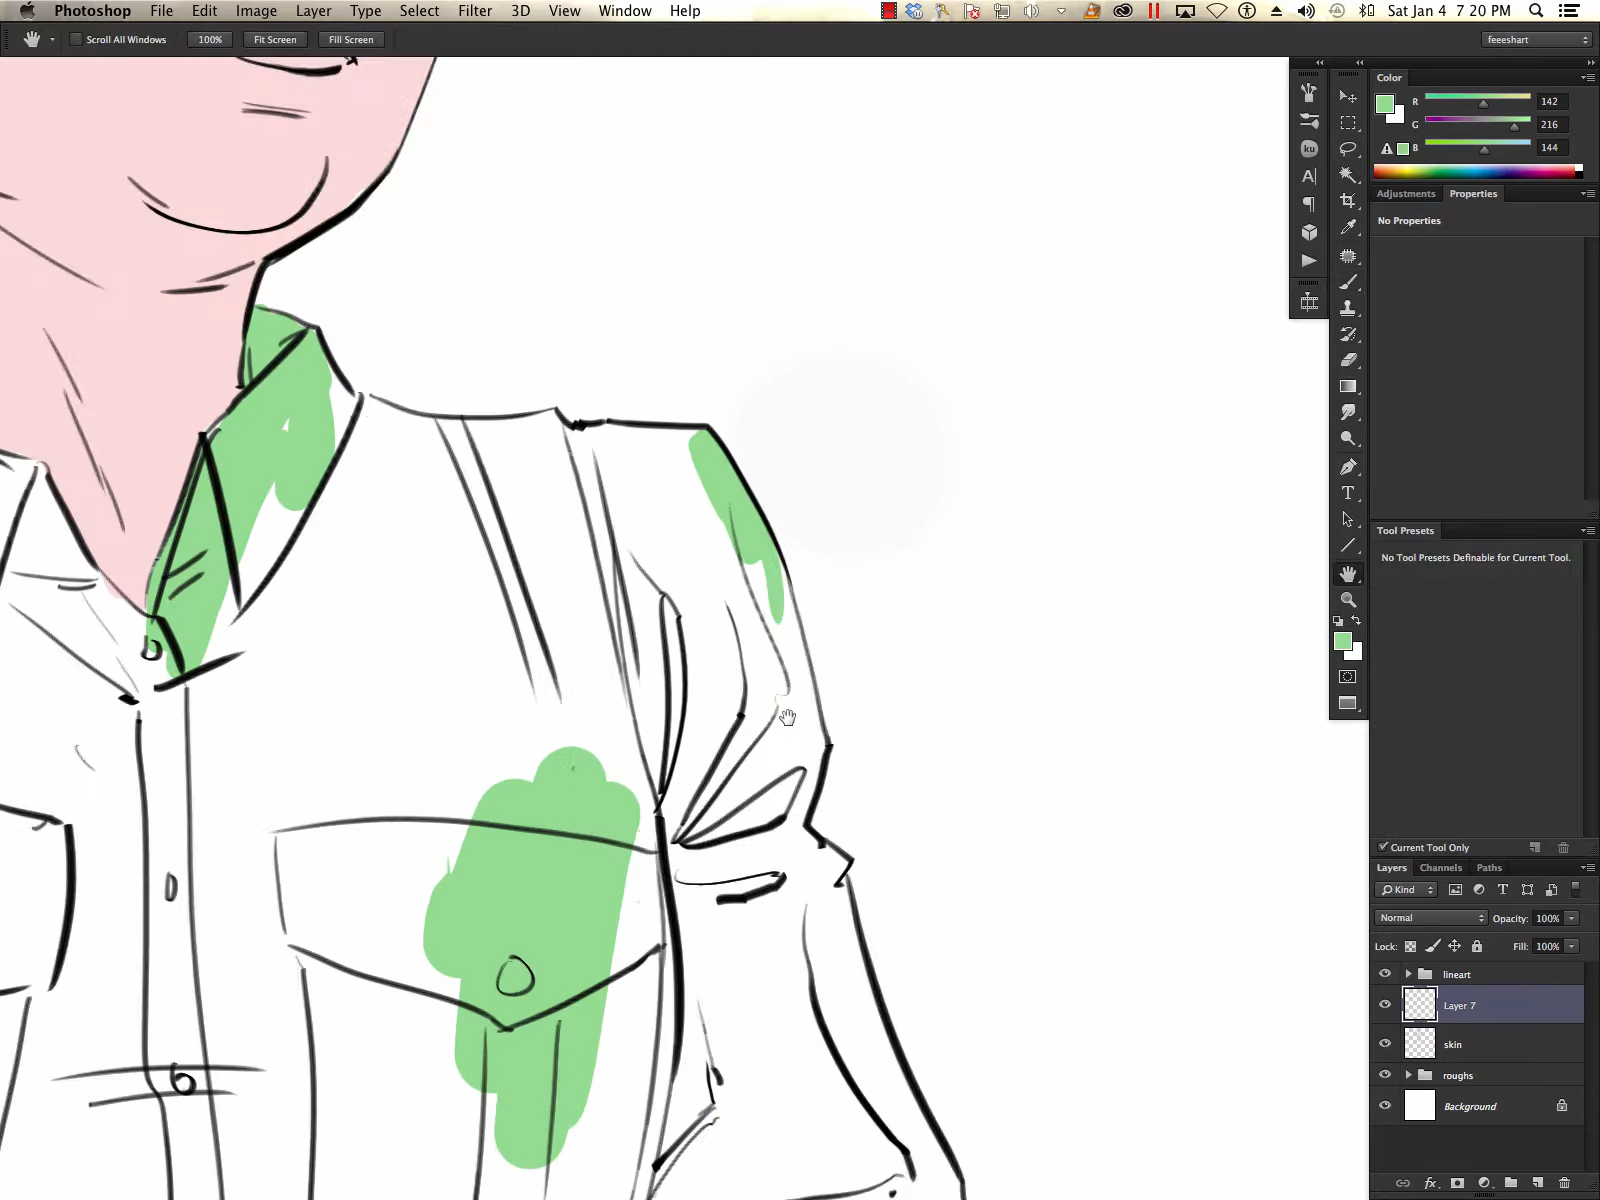 Photoshop File Edit Image Layer Type Select Filter 3D View Window Help Sat Jan 4 7:20 PM
Scroll All Windows 100% Fit Screen Fill Screen feeeshart
Color
R 142
G 216
B 144
ku
Adjustments Properties
No Properties
Tool Presets
No Tool Presets Definable for Current Tool.
Current Tool Only
Layers Channels Paths
Kind
Normal Opacity: 100%
Lock: Fill: 100%
lineart
Layer 7
skin
roughs
Background
fx